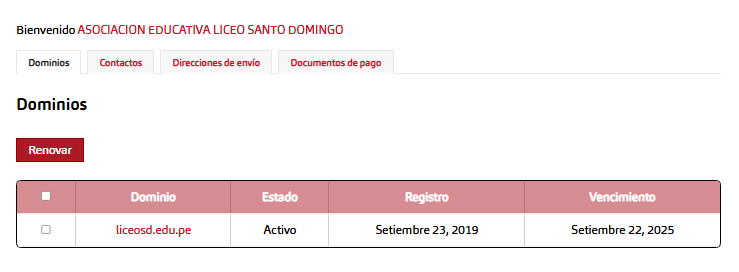 Bienvenido ASOCIACION EDUCATIVA LICEO SANTO DOMINGO
Dominios Contactos Direcciones de envío Documentos de pago
Dominios
Renovar
Dominio Estado Registro Vencimiento
liceosd.edu.pe Activo Setiembre 23, 2019 Setiembre 22, 2025